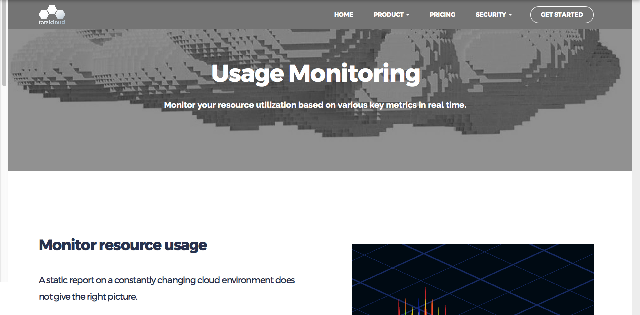 HOME
PRODUCT
PRICING
SECURITY
GET STARTED
Usage Monitoring
Monitor your resource utilization based on various key metrics in real time.
Monitor resource usage
A static report on a constantly changing cloud environment does
not give the right picture.